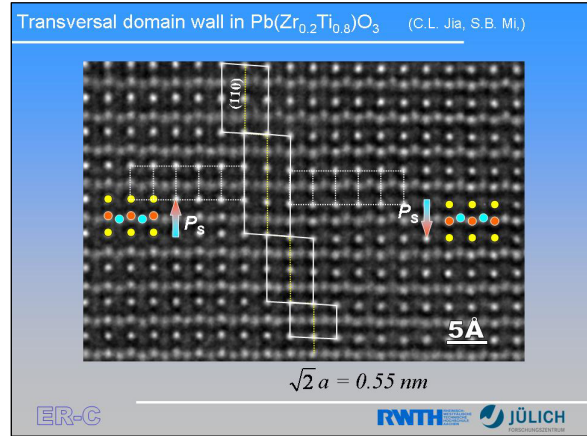 Transversal domain wall in Pb(Zr₀.₂Ti₀.₈)O₃ (C.L. Jia, S.B. Mi,)
(110)
Pₛ
Pₛ
5Å
√2 a = 0.55 nm
ER-C
RWTH
JÜLICH
FORSCHUNGSZENTRUM